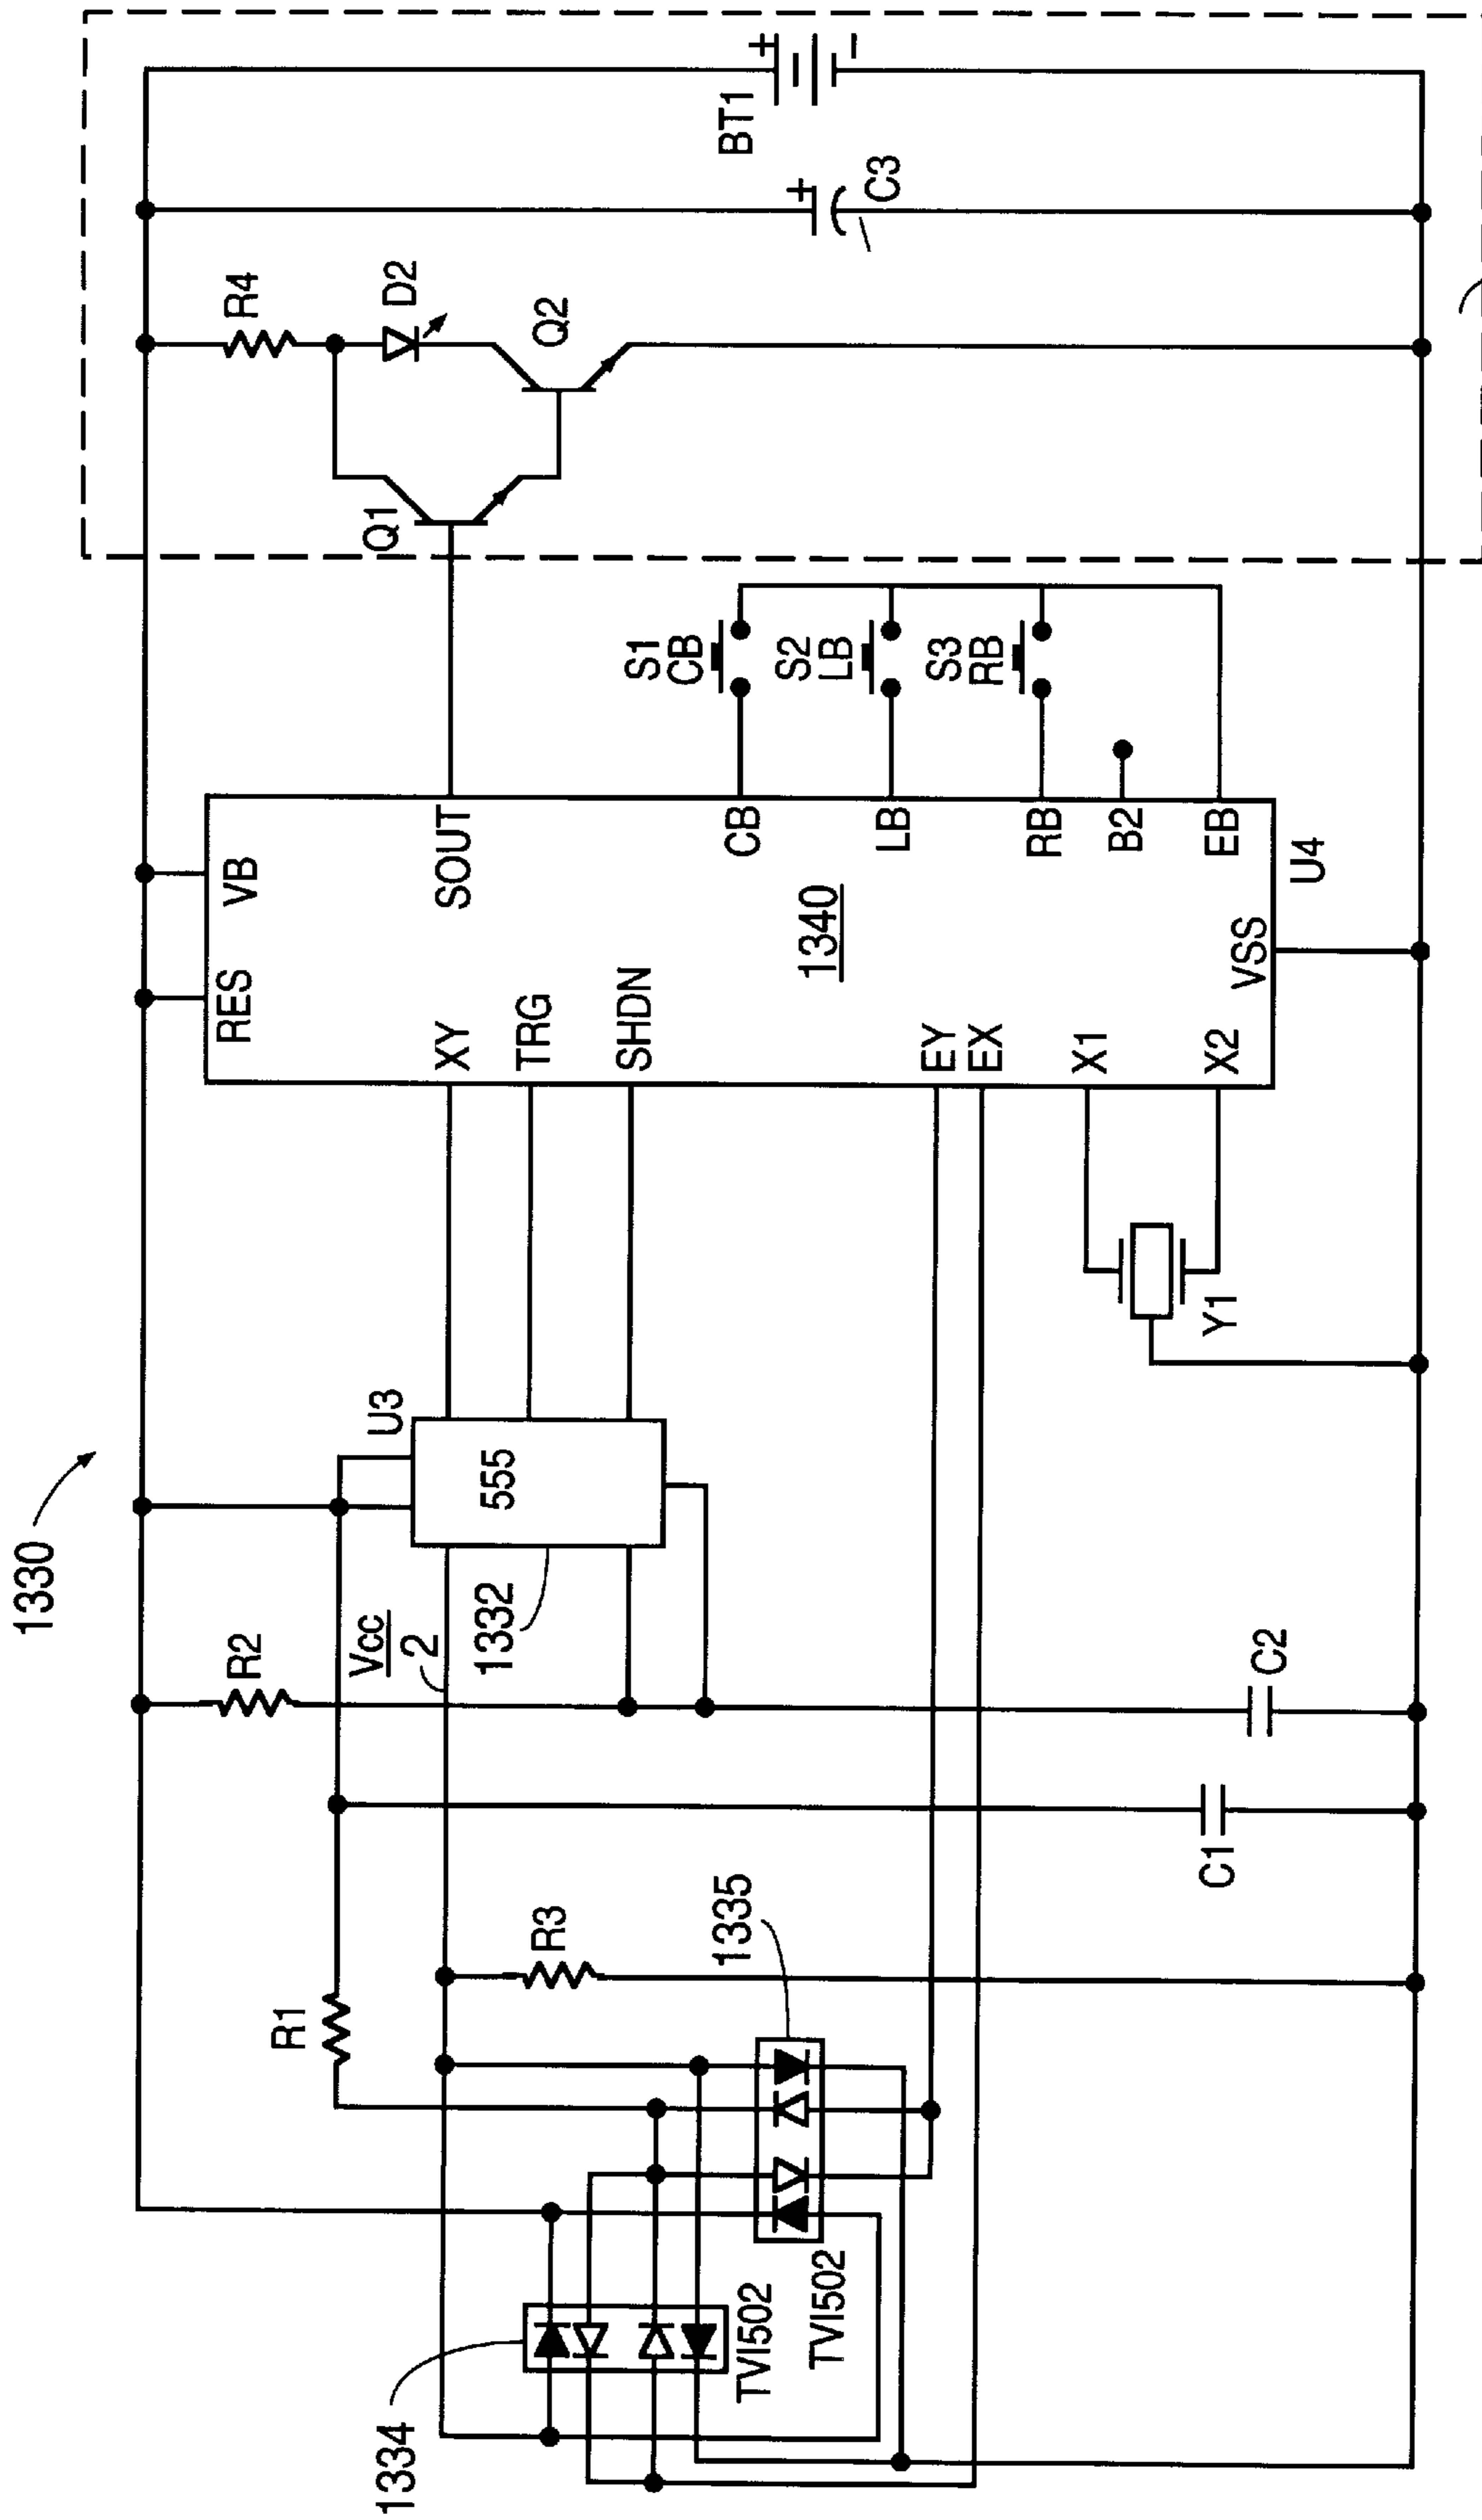 1330
1334
TVI502
TVI502
1335
R1
R3
C1
R2
C2
Vcc
2
1332
U3
555
Y1
RES
VB
XY
TRG
SHDN
EY
EX
X1
X2
VSS
1340
SOUT
CB
LB
RB
B2
EB
U4
S1
CB
S2
LB
S3
RB
Q1
R4
D2
Q2
+
C3
BT1
+
-